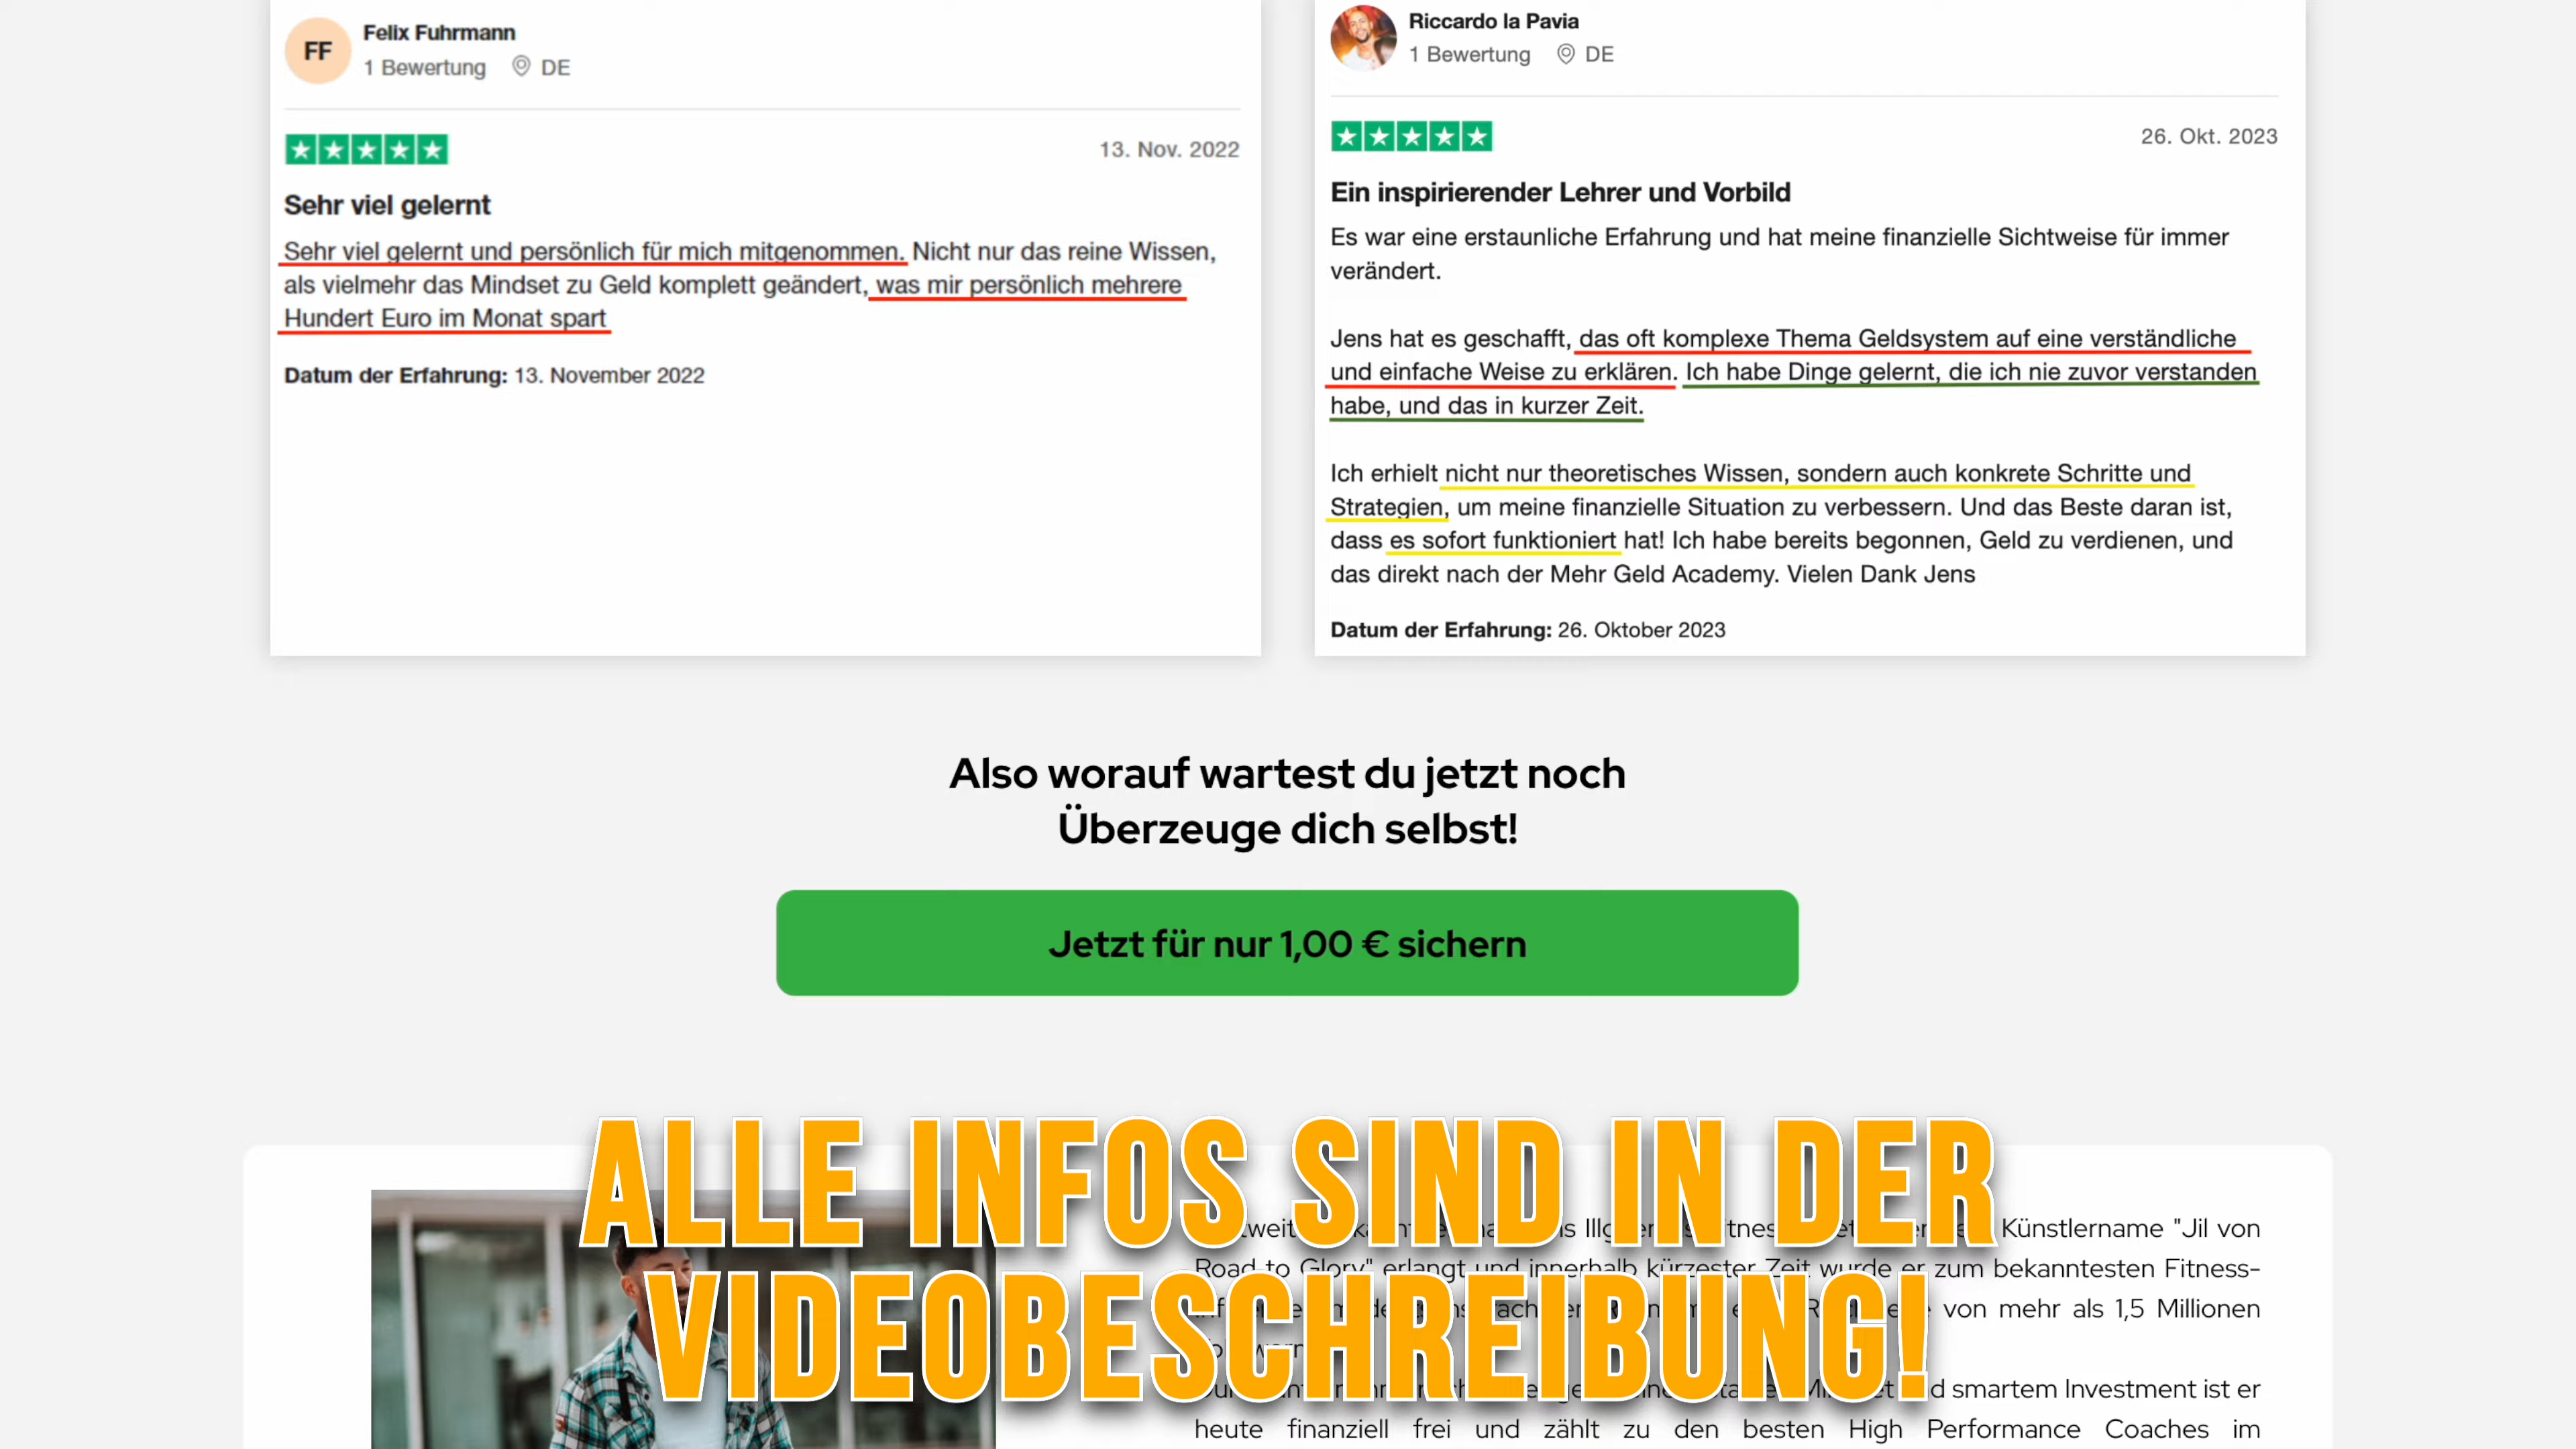 FF
Felix Fuhrmann
1 Bewertung DE
13. Nov. 2022
Sehr viel gelernt
Sehr viel gelernt und persönlich für mich mitgenommen. Nicht nur das reine Wissen,
als vielmehr das Mindset zu Geld komplett geändert, was mir persönlich mehrere
Hundert Euro im Monat spart
Datum der Erfahrung: 13. November 2022
Riccardo la Pavia
1 Bewertung DE
26. Okt. 2023
Ein inspirierender Lehrer und Vorbild
Es war eine erstaunliche Erfahrung und hat meine finanzielle Sichtweise für immer
verändert.
Jens hat es geschafft, das oft komplexe Thema Geldsystem auf eine verständliche
und einfache Weise zu erklären. Ich habe Dinge gelernt, die ich nie zuvor verstanden
habe, und das in kurzer Zeit.
Ich erhielt nicht nur theoretisches Wissen, sondern auch konkrete Schritte und
Strategien, um meine finanzielle Situation zu verbessern. Und das Beste daran ist,
dass es sofort funktioniert hat! Ich habe bereits begonnen, Geld zu verdienen, und
das direkt nach der Mehr Geld Academy. Vielen Dank Jens
Datum der Erfahrung: 26. Oktober 2023
Also worauf wartest du jetzt noch
Überzeuge dich selbst!
Jetzt für nur 1,00 € sichern
ALLE INFOS SIND IN DER
VIDEOBESCHREIBUNG!
Künstlername "Jil von
Road to Glory" erlangt und innerhalb kürzester Zeit wurde er zum bekanntesten Fitness-
von mehr als 1,5 Millionen
smartem Investment ist er
heute finanziell frei und zählt zu den besten High Performance Coaches im